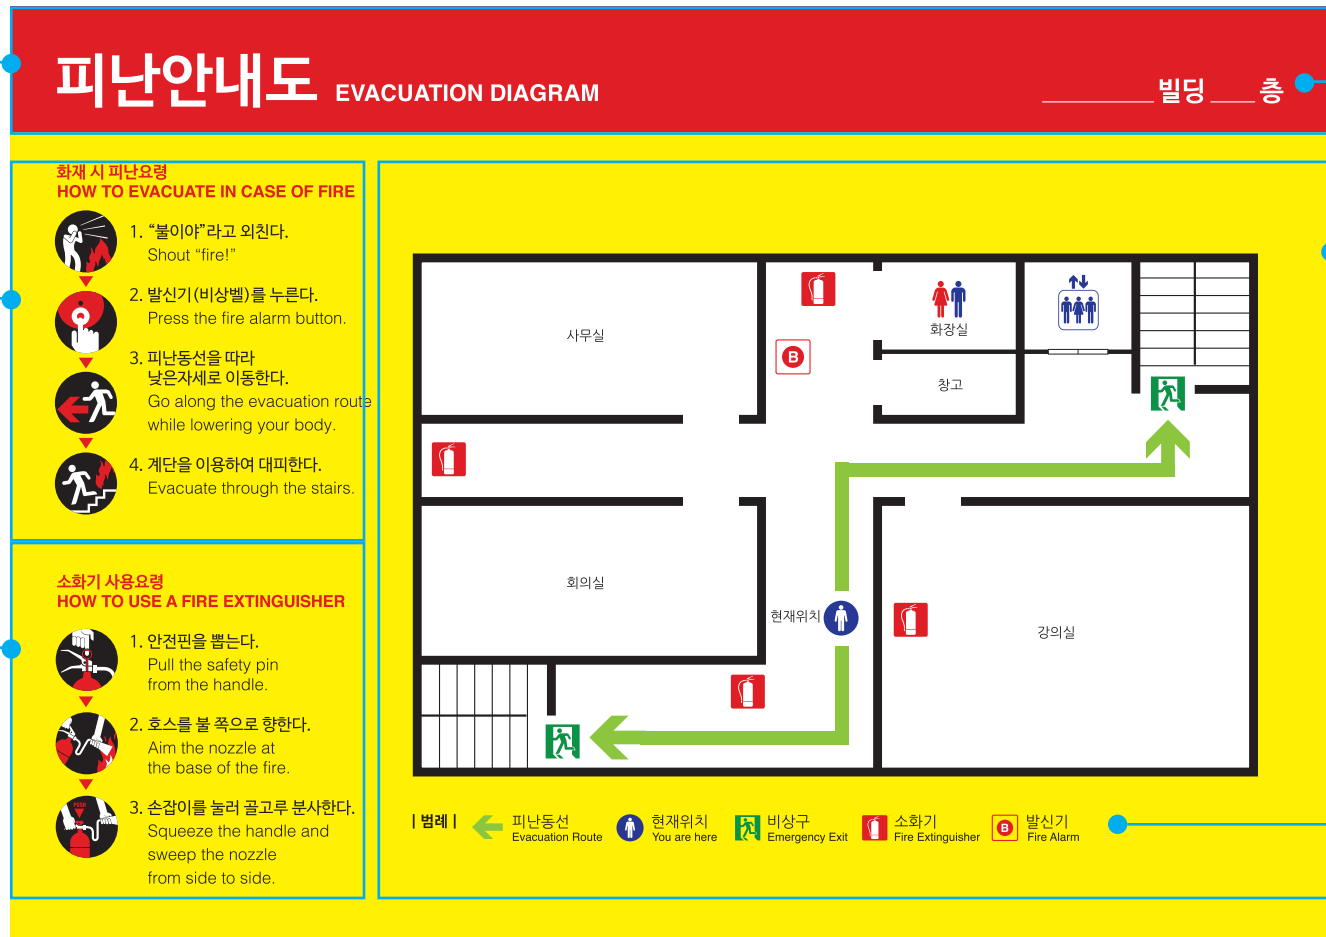 피난안내도 EVACUATION DIAGRAM
빌딩 층
화재 시 피난요령
HOW TO EVACUATE IN CASE OF FIRE
1. “불이야”라고 외친다.
Shout “fire!”
2. 발신기(비상벨)를 누른다.
Press the fire alarm button.
3. 피난동선을 따라
낮은자세로 이동한다.
Go along the evacuation route
while lowering your body.
4. 계단을 이용하여 대피한다.
Evacuate through the stairs.
소화기 사용요령
HOW TO USE A FIRE EXTINGUISHER
1. 안전핀을 뽑는다.
Pull the safety pin
from the handle.
2. 호스를 불 쪽으로 향한다.
Aim the nozzle at
the base of the fire.
PUSH
3. 손잡이를 눌러 골고루 분사한다.
Squeeze the handle and
sweep the nozzle
from side to side.
사무실
B
화장실
창고
회의실
현재위치
강의실
| 범례 |
피난동선
Evacuation Route
현재위치
You are here
비상구
Emergency Exit
소화기
Fire Extinguisher
B
발신기
Fire Alarm